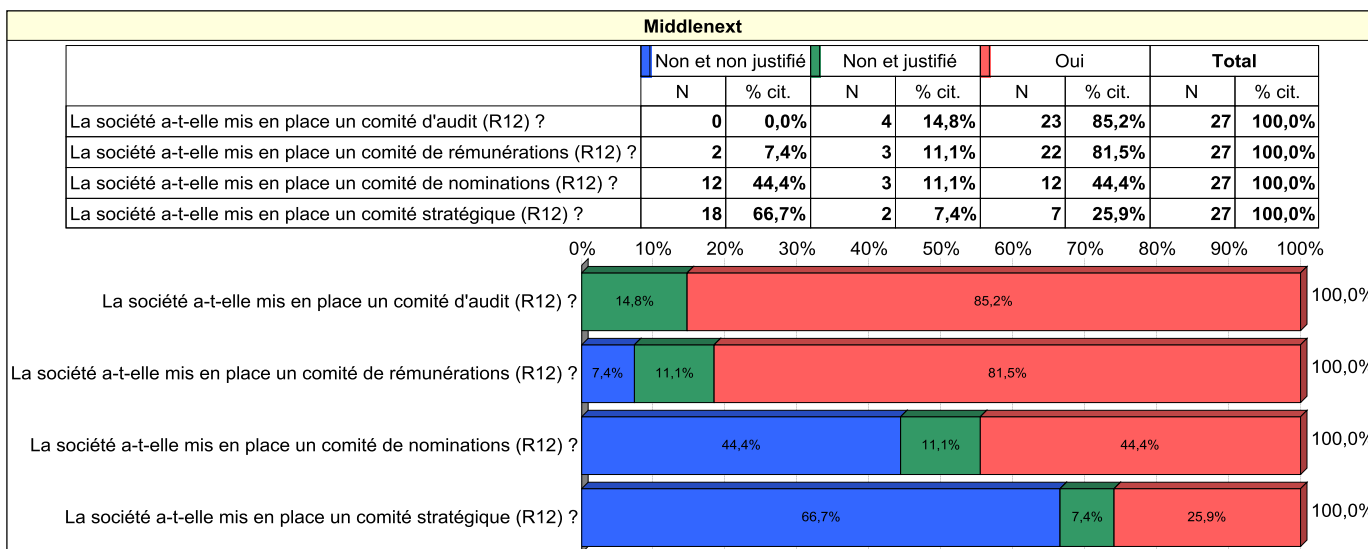 Middlenext
Non et non justifié Non et justifié Oui Total
N % cit. N % cit. N % cit. N % cit.
La société a-t-elle mis en place un comité d'audit (R12) ? 0 0,0% 4 14,8% 23 85,2% 27 100,0%
La société a-t-elle mis en place un comité de rémunérations (R12) ? 2 7,4% 3 11,1% 22 81,5% 27 100,0%
La société a-t-elle mis en place un comité de nominations (R12) ? 12 44,4% 3 11,1% 12 44,4% 27 100,0%
La société a-t-elle mis en place un comité stratégique (R12) ? 18 66,7% 2 7,4% 7 25,9% 27 100,0%
0% 10% 20% 30% 40% 50% 60% 70% 80% 90% 100%
La société a-t-elle mis en place un comité d'audit (R12) ? 14,8% 85,2% 100,0%
La société a-t-elle mis en place un comité de rémunérations (R12) ? 7,4% 11,1% 81,5% 100,0%
La société a-t-elle mis en place un comité de nominations (R12) ? 44,4% 11,1% 44,4% 100,0%
La société a-t-elle mis en place un comité stratégique (R12) ? 66,7% 7,4% 25,9% 100,0%